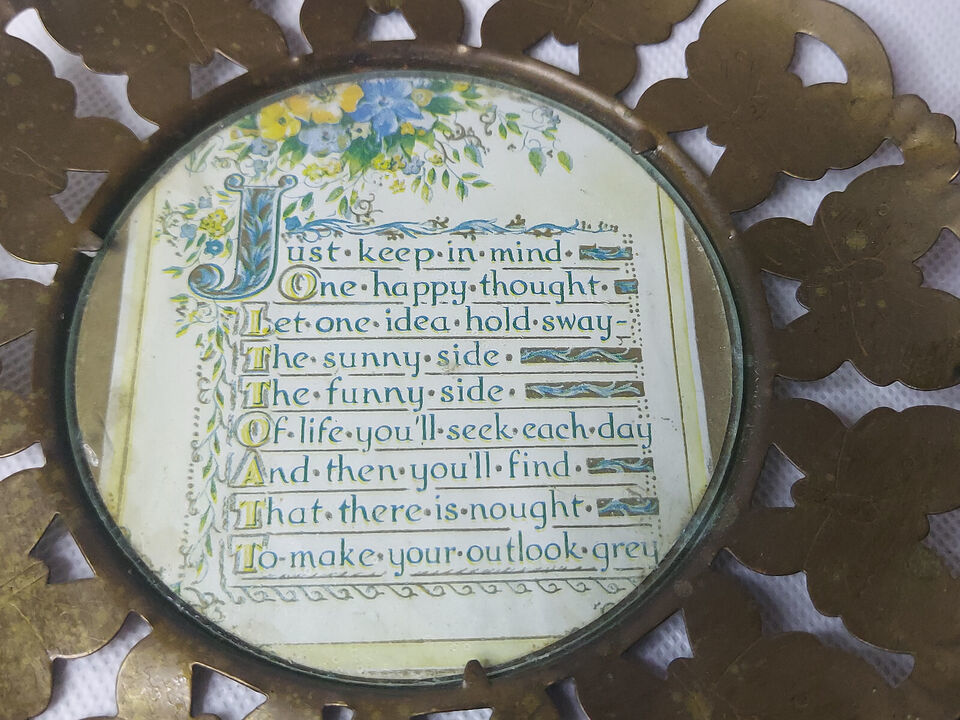 Just·keep·in·mind·
One·happy·thought·
Let·one·idea·hold·sway-
The·sunny·side·
The·funny·side·
Of·life·you'll·seek·each·day
And·then·you'll·find·
That·there·is·nought·
To·make·your·outlook·grey